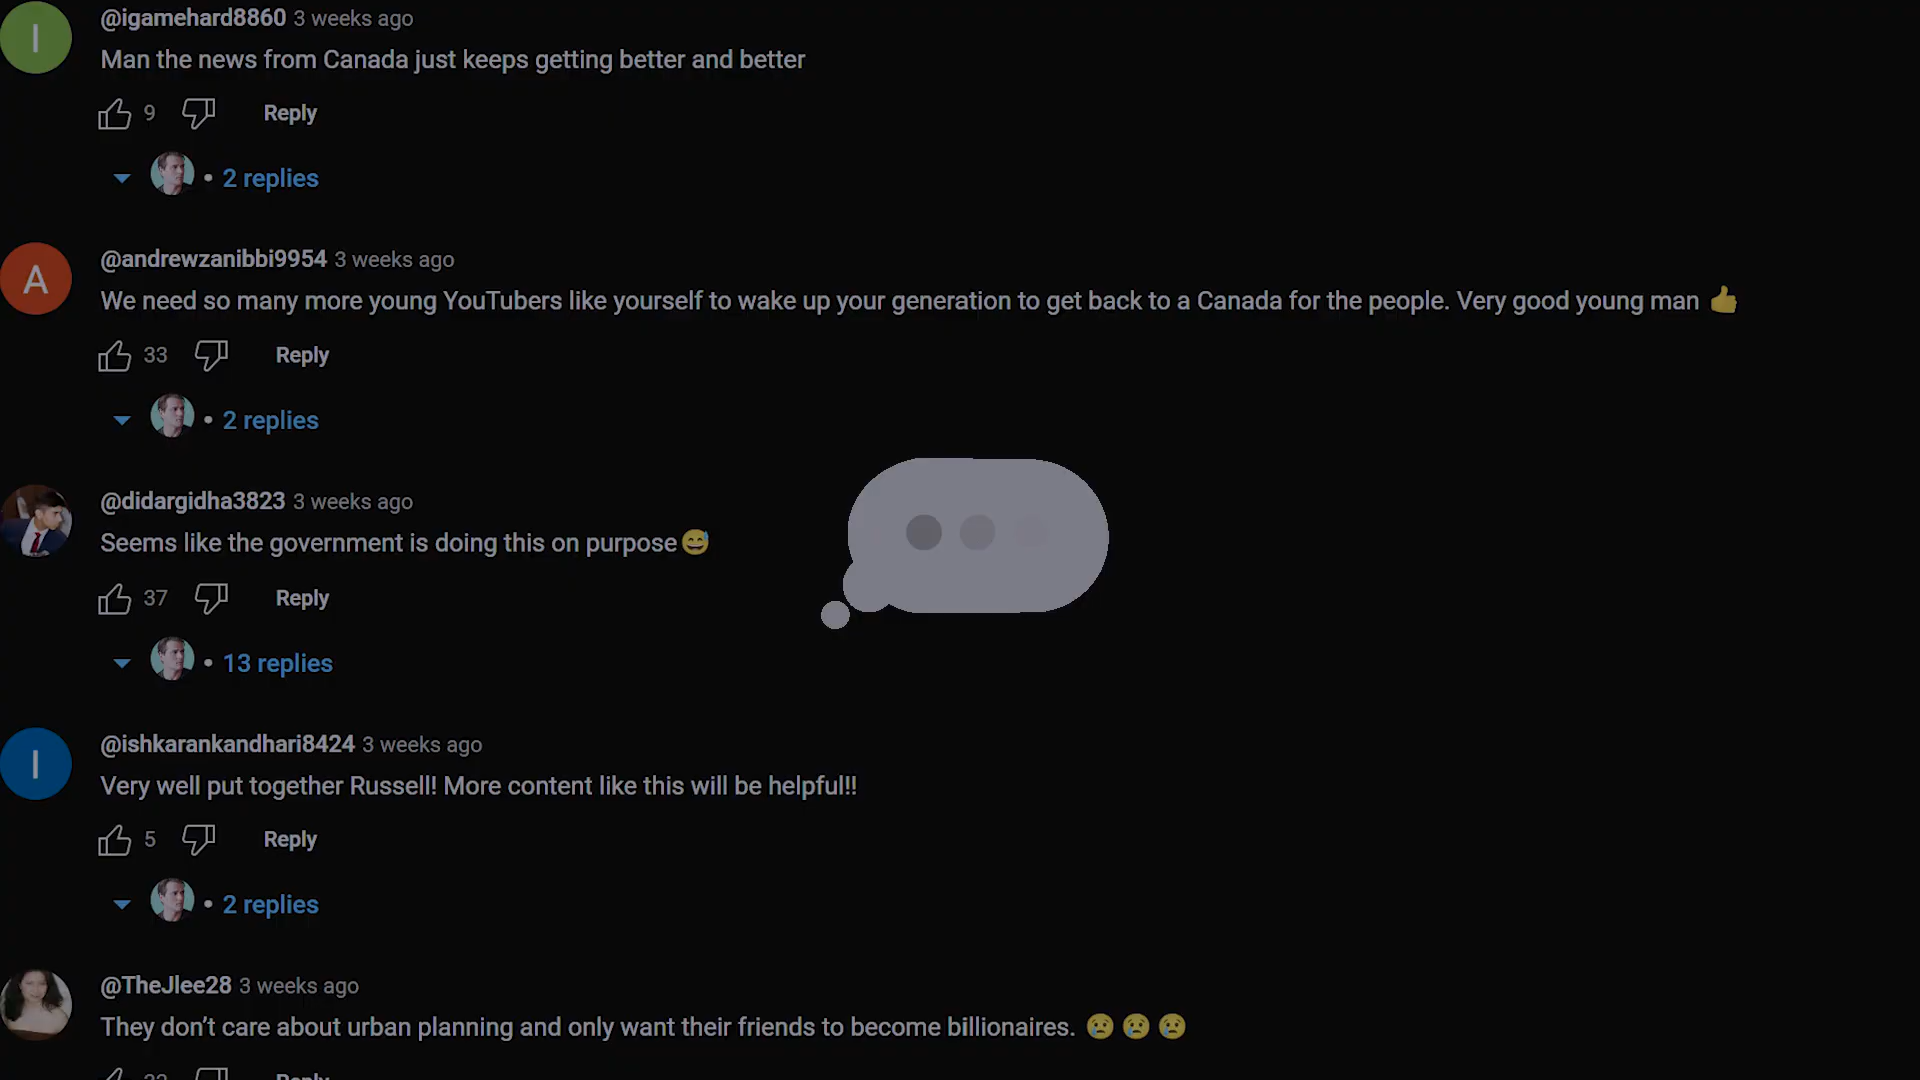 I
@igamehard8860 3 weeks ago
Man the news from Canada just keeps getting better and better
9 Reply
• 2 replies
A
@andrewzanibbi9954 3 weeks ago
We need so many more young YouTubers like yourself to wake up your generation to get back to a Canada for the people. Very good young man 👍
33 Reply
• 2 replies
@didargidha3823 3 weeks ago
Seems like the government is doing this on purpose😅
37 Reply
• 13 replies
I
@ishkarankandhari8424 3 weeks ago
Very well put together Russell! More content like this will be helpful!!
5 Reply
• 2 replies
@TheJlee28 3 weeks ago
They don’t care about urban planning and only want their friends to become billionaires. 😢 😢 😢
Reply